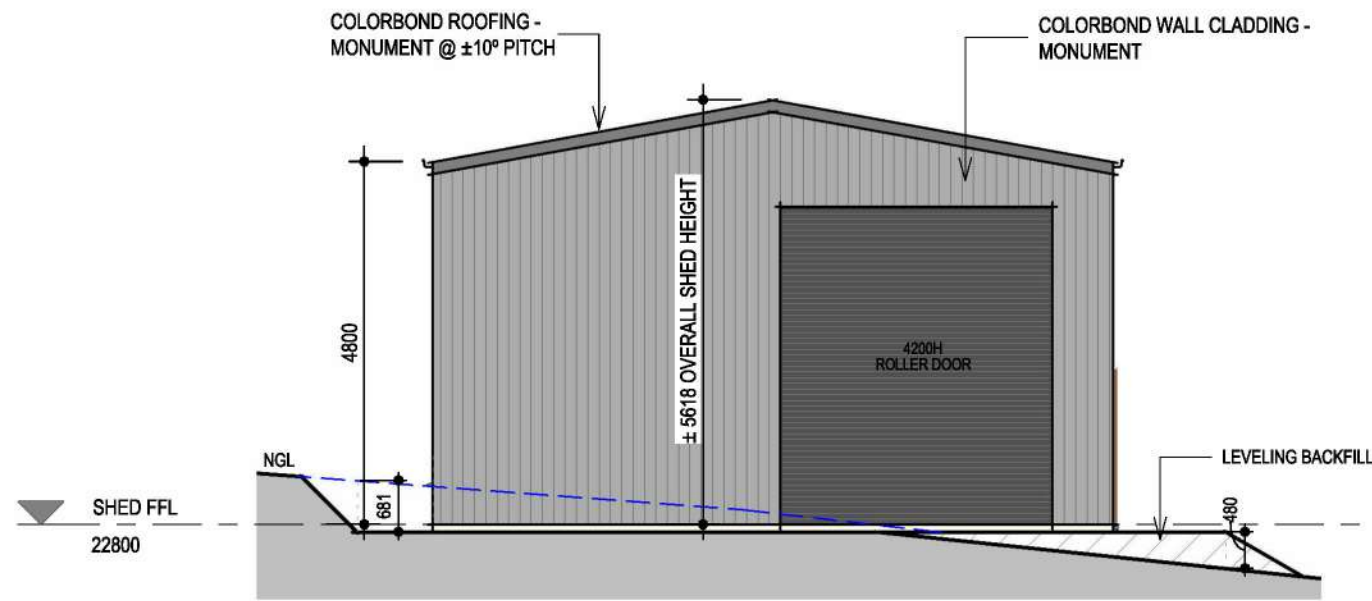 COLORBOND ROOFING -
MONUMENT @ ±10º PITCH
COLORBOND WALL CLADDING -
MONUMENT
4800
± 5618 OVERALL SHED HEIGHT
4200H
ROLLER DOOR
NGL
681
LEVELING BACKFILL
480
SHED FFL
22800